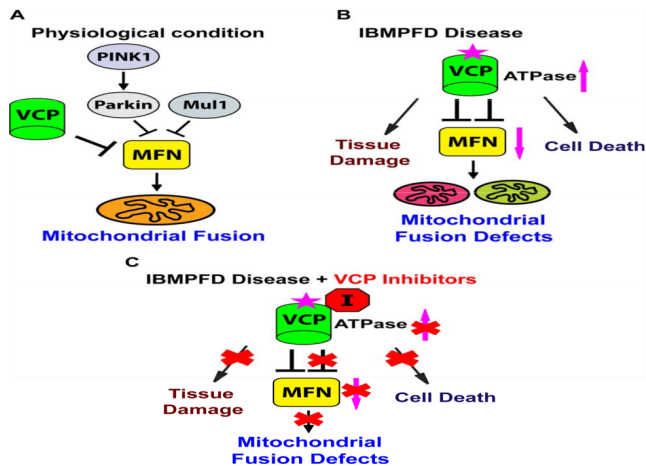 A
Physiological condition
PINK1
Parkin
Mul1
VCP
MFN
Mitochondrial Fusion
B
IBMPFD Disease
VCP
ATPase
Tissue
Damage
MFN
Cell Death
Mitochondrial
Fusion Defects
C
IBMPFD Disease + VCP Inhibitors
I
VCP
ATPase
Tissue
Damage
MFN
Cell Death
Mitochondrial
Fusion Defects